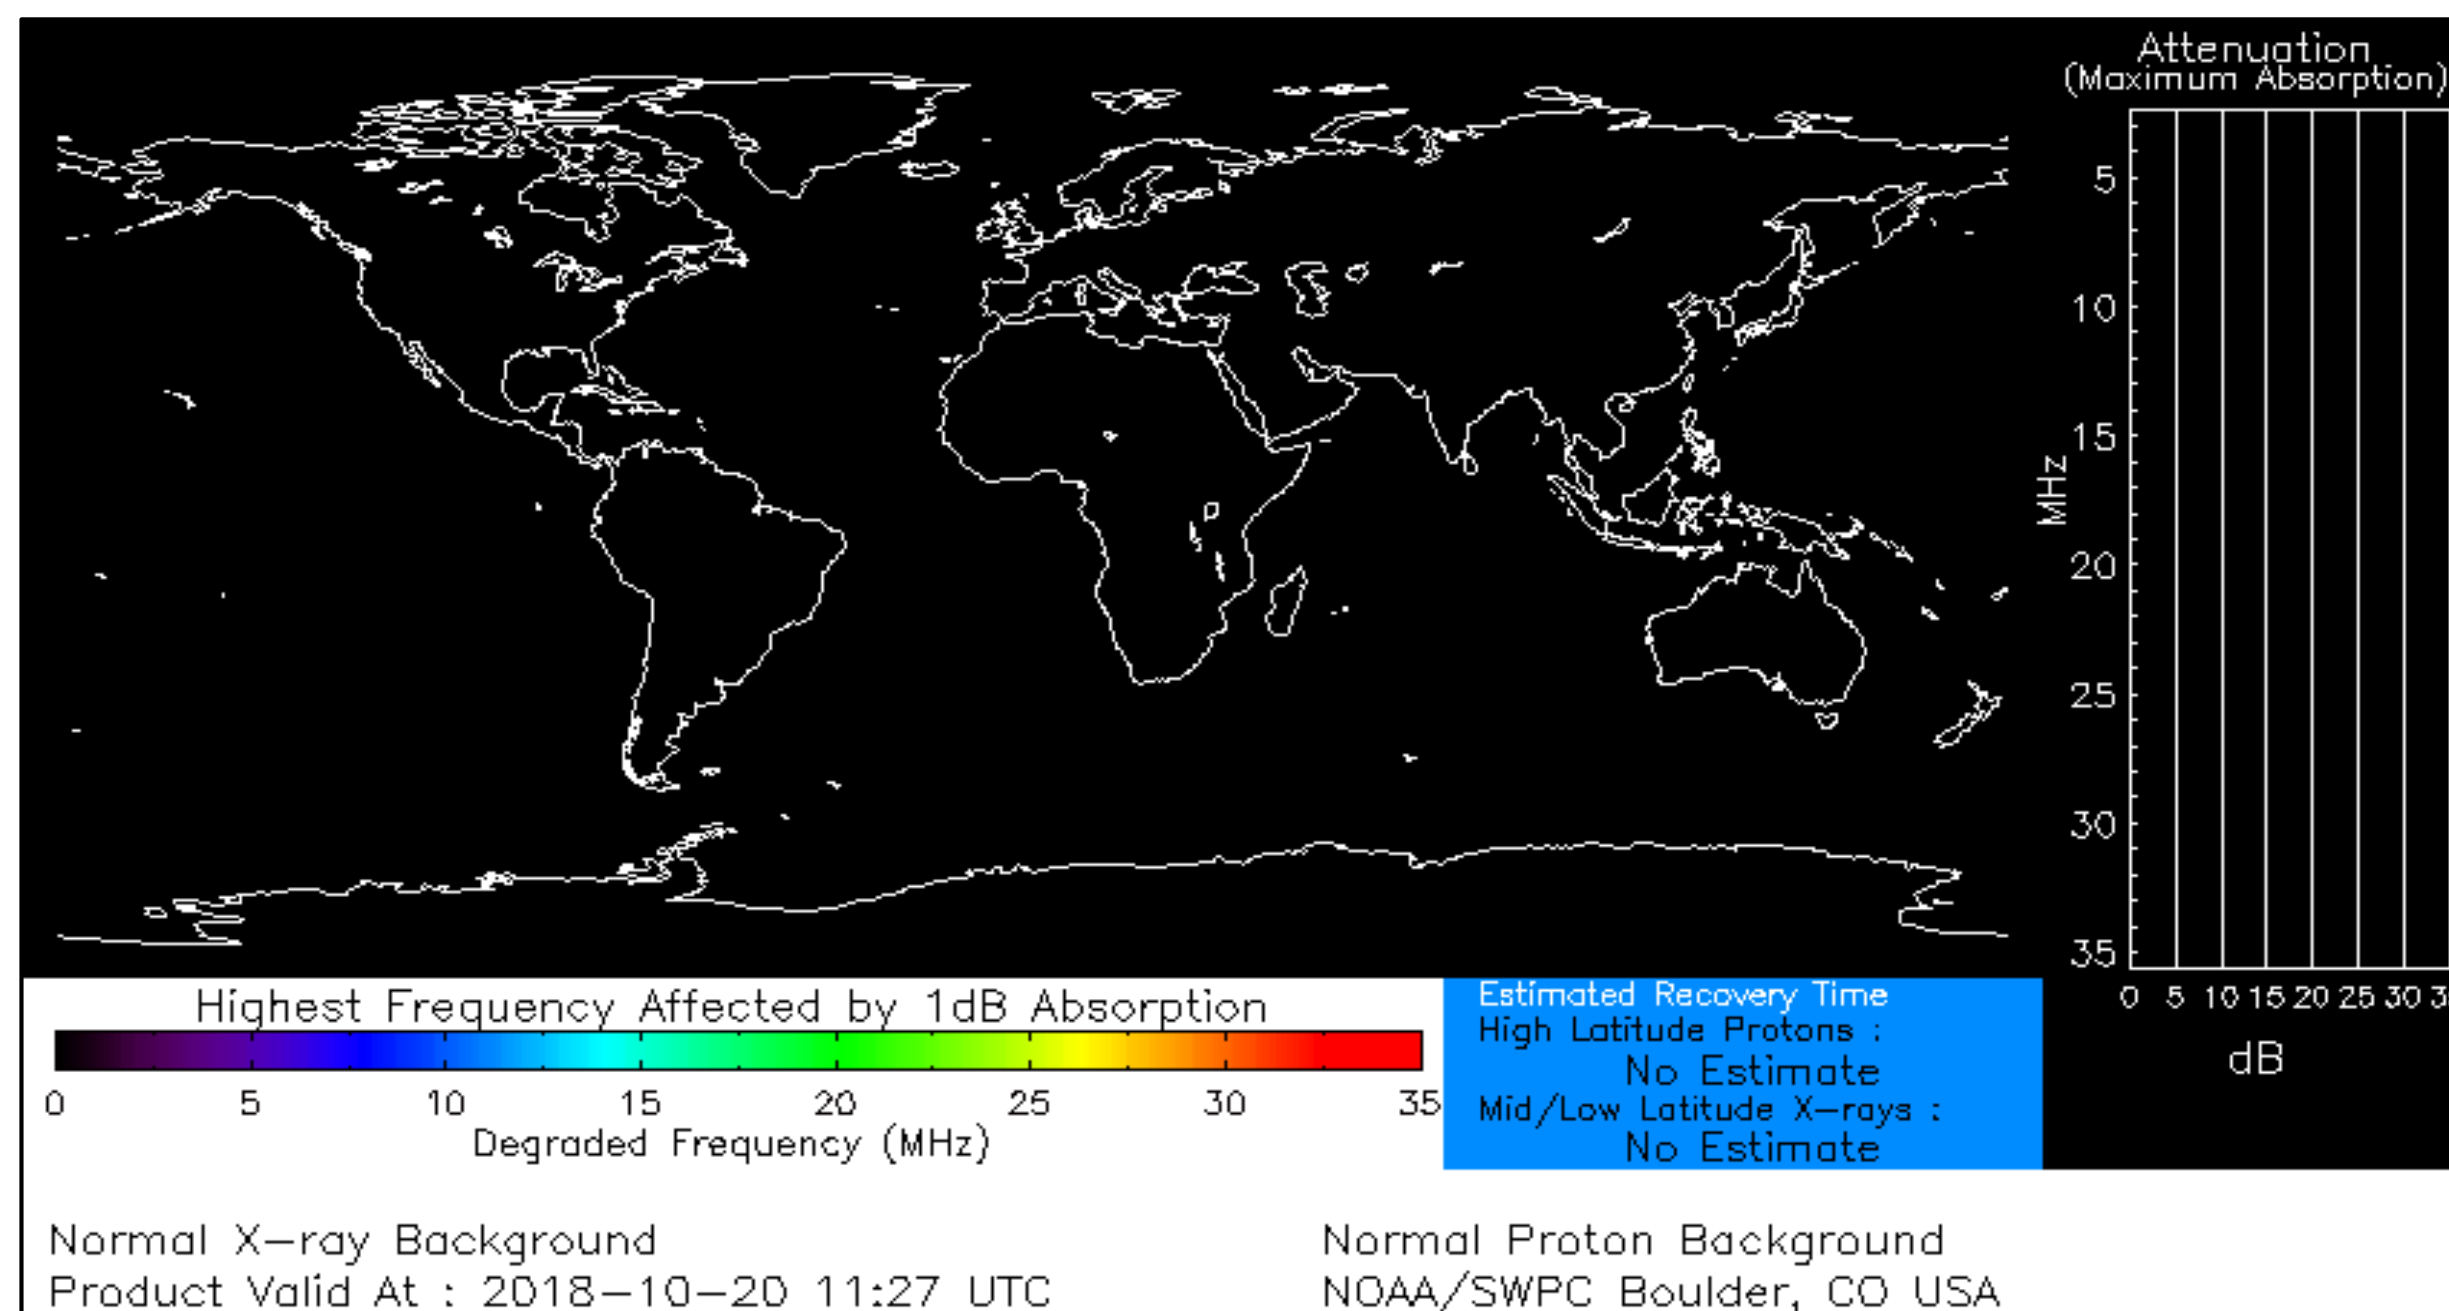 Attenuation
(Maximum Absorption)
5
10
15
20
25
30
35
MHz
0 5 10 15 20 25 30
dB
Highest Frequency Affected by 1dB Absorption
0 5 10 15 20 25 30 35
Degraded Frequency (MHz)
Estimated Recovery Time
High Latitude Protons :
No Estimate
Mid/Low Latitude X-rays :
No Estimate
Normal X-ray Background
Normal Proton Background
Product Valid At : 2018-10-20 11:27 UTC
NOAA/SWPC Boulder, CO USA